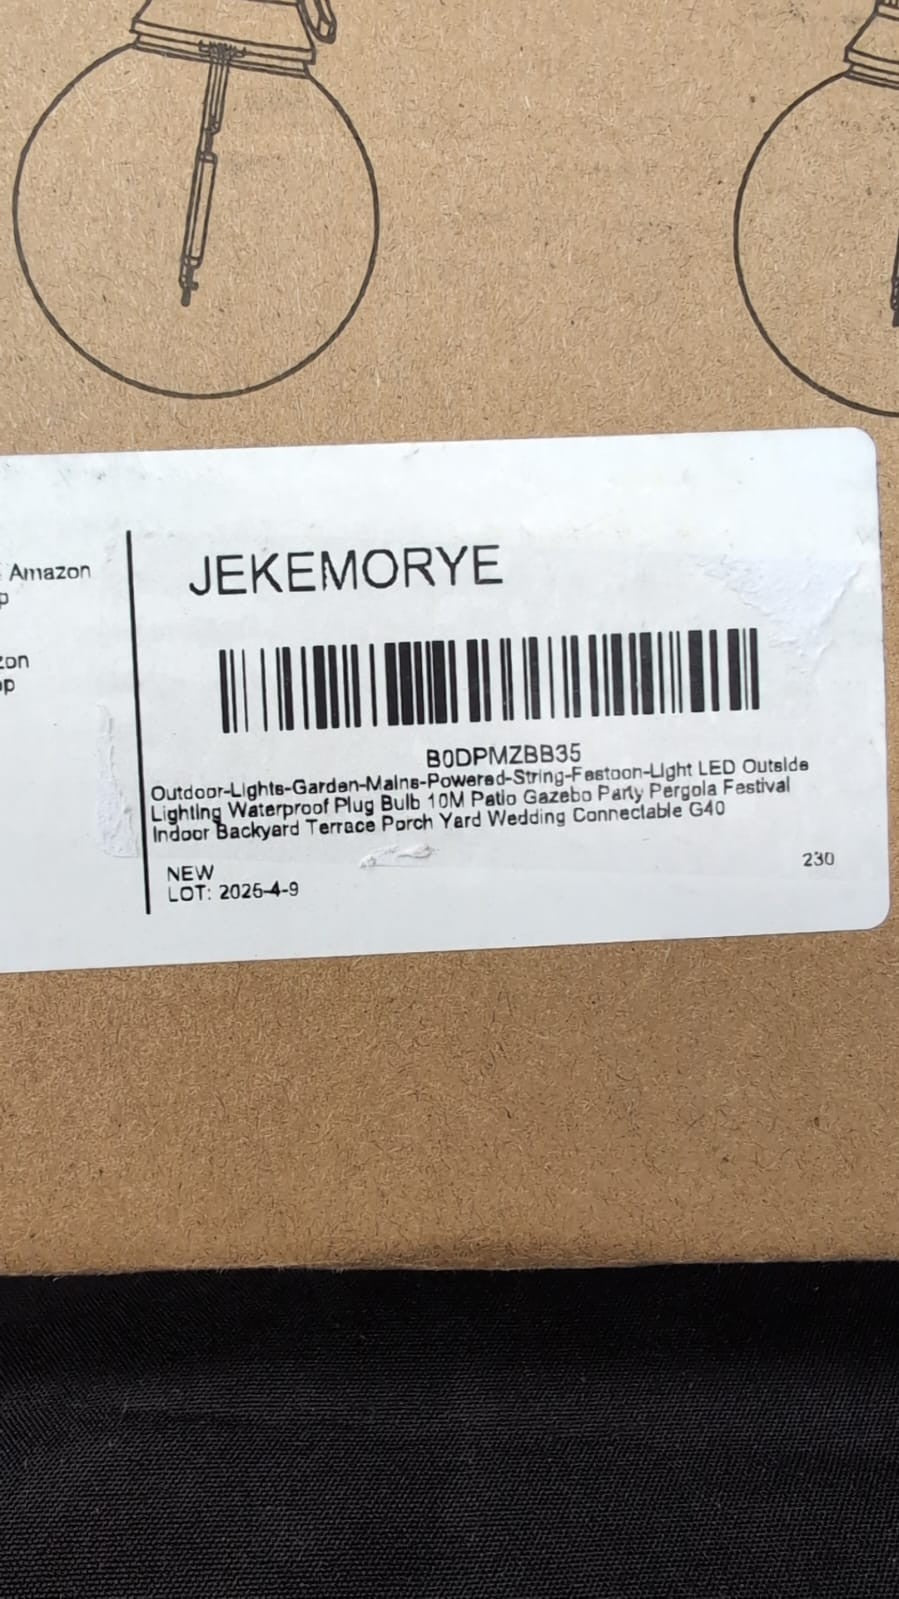 Amazon
p
zon
op
JEKEMORYE
B0DPMZBB35
Outdoor-Lights-Garden-Mains-Powered-String-Festoon-Light LED Outside
Lighting Waterproof Plug Bulb 10M Patio Gazebo Party Pergola Festival
Indoor Backyard Terrace Porch Yard Wedding Connectable G40
NEW
230
LOT: 2025-4-9